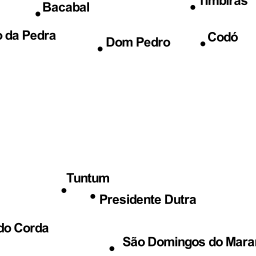 Bacabal
Timbiras
o da Pedra
Dom Pedro
Codó
Tuntum
Presidente Dutra
do Corda
São Domingos do Maran